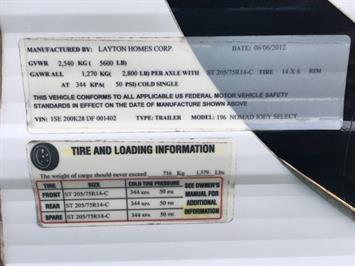 MANUFACTURED BY: LAYTON HOMES CORP. DATE: 06/06/2012
GVWR 2,540 KG ( 5600 LB)
GAWR ALL 1,270 KG ( 2,800 LB) PER AXLE WITH ST 205/75R14-C TIRE 14 X 6 RIM
AT 344 KPA( 50 PSI) COLD SINGLE
THIS VEHICLE CONFORMS TO ALL APPLICABLE US FEDERAL MOTOR VEHICLE SAFETY
STANDARDS IN EFFECT ON THE DATE OF MANUFACTURE SHOWN ABOVE
VIN: 1SE 200K28 DF 001402 TYPE: TRAILER MODEL: 196 NOMAD JOEY SELECT
TIRE AND LOADING INFORMATION
The weight of cargo should never exceed 716 Kg 1,579 Lbs
TIRE SIZE COLD TIRE PRESSURE SEE OWNER'S
FRONT ST 205/75R14-C 344 KPA 50 PSI MANUAL FOR
REAR ST 205/75R14-C 344 KPA 50 PSI ADDITIONAL
SPARE ST 205/75R14-C 344 KPA 50 PSI INFORMATION